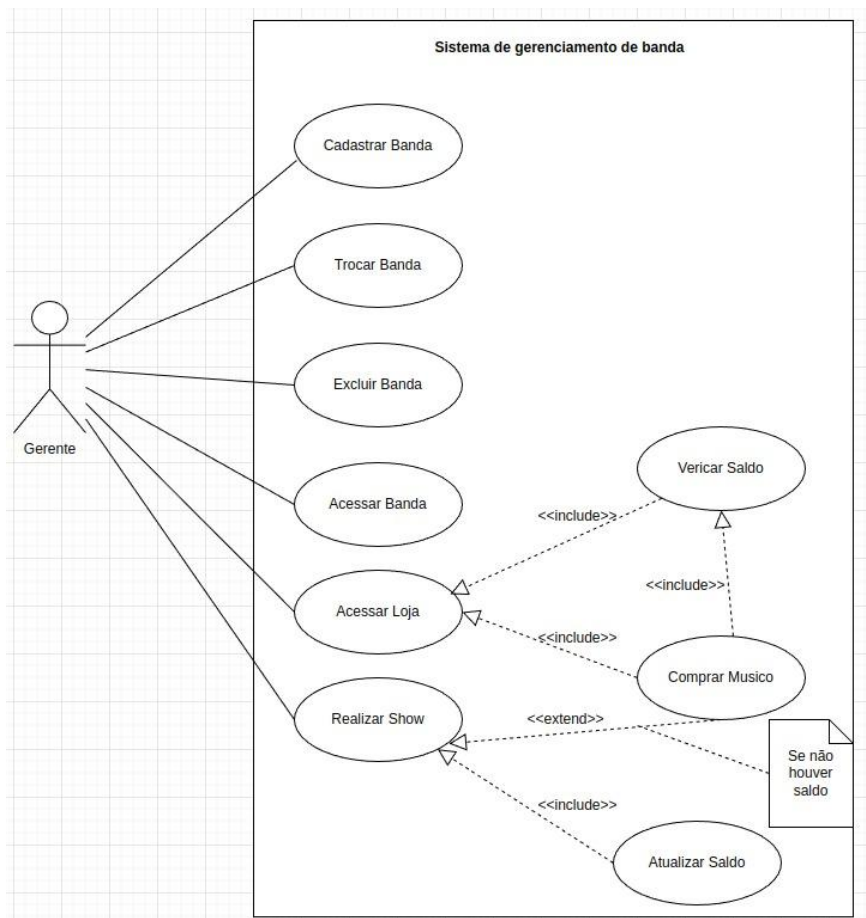 Sistema de gerenciamento de banda
Cadastrar Banda
Trocar Banda
Excluir Banda
Gerente
Vericar Saldo
Acessar Banda
<<include>>
<<include>>
Acessar Loja
<<include>>
Comprar Musico
Realizar Show
<<extend>>
Se não
houver
saldo
<<include>>
Atualizar Saldo